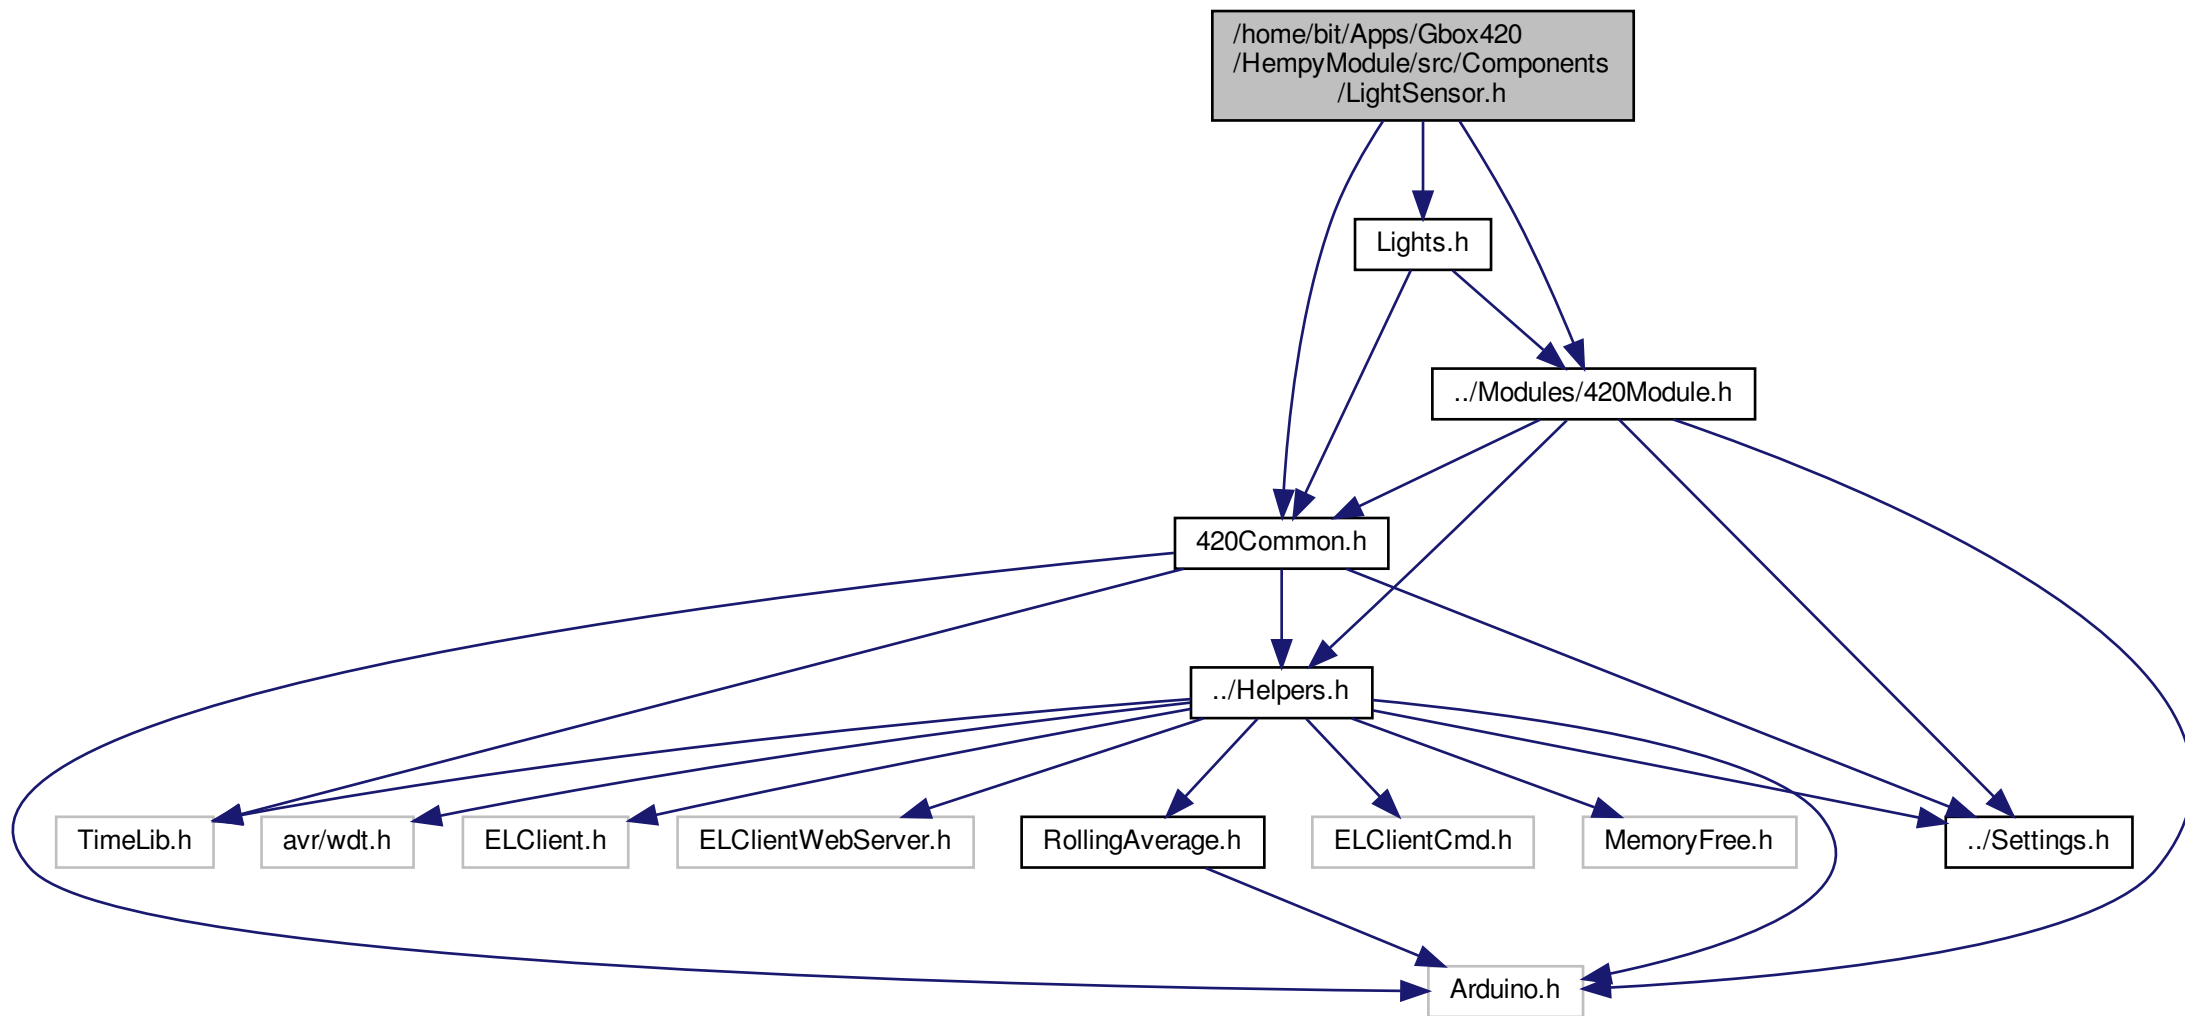 /home/bit/Apps/Gbox420
/HempyModule/src/Components
/LightSensor.h
Lights.h
../Modules/420Module.h
420Common.h
../Helpers.h
TimeLib.h
avr/wdt.h
ELClient.h
ELClientWebServer.h
RollingAverage.h
ELClientCmd.h
MemoryFree.h
../Settings.h
Arduino.h